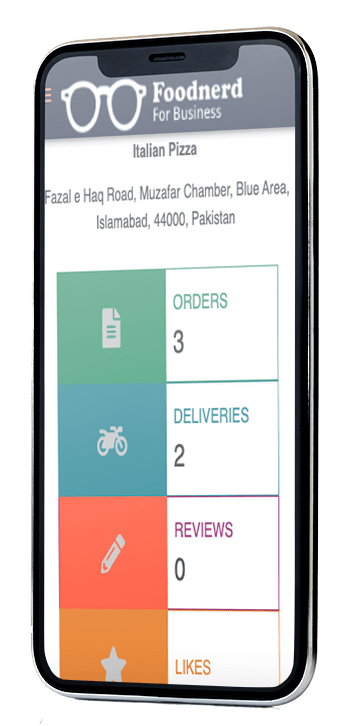 Foodnerd
For Business
Italian Pizza
Fazal e Haq Road, Muzafar Chamber, Blue Area,
Islamabad, 44000, Pakistan
ORDERS
3
DELIVERIES
2
REVIEWS
0
LIKES